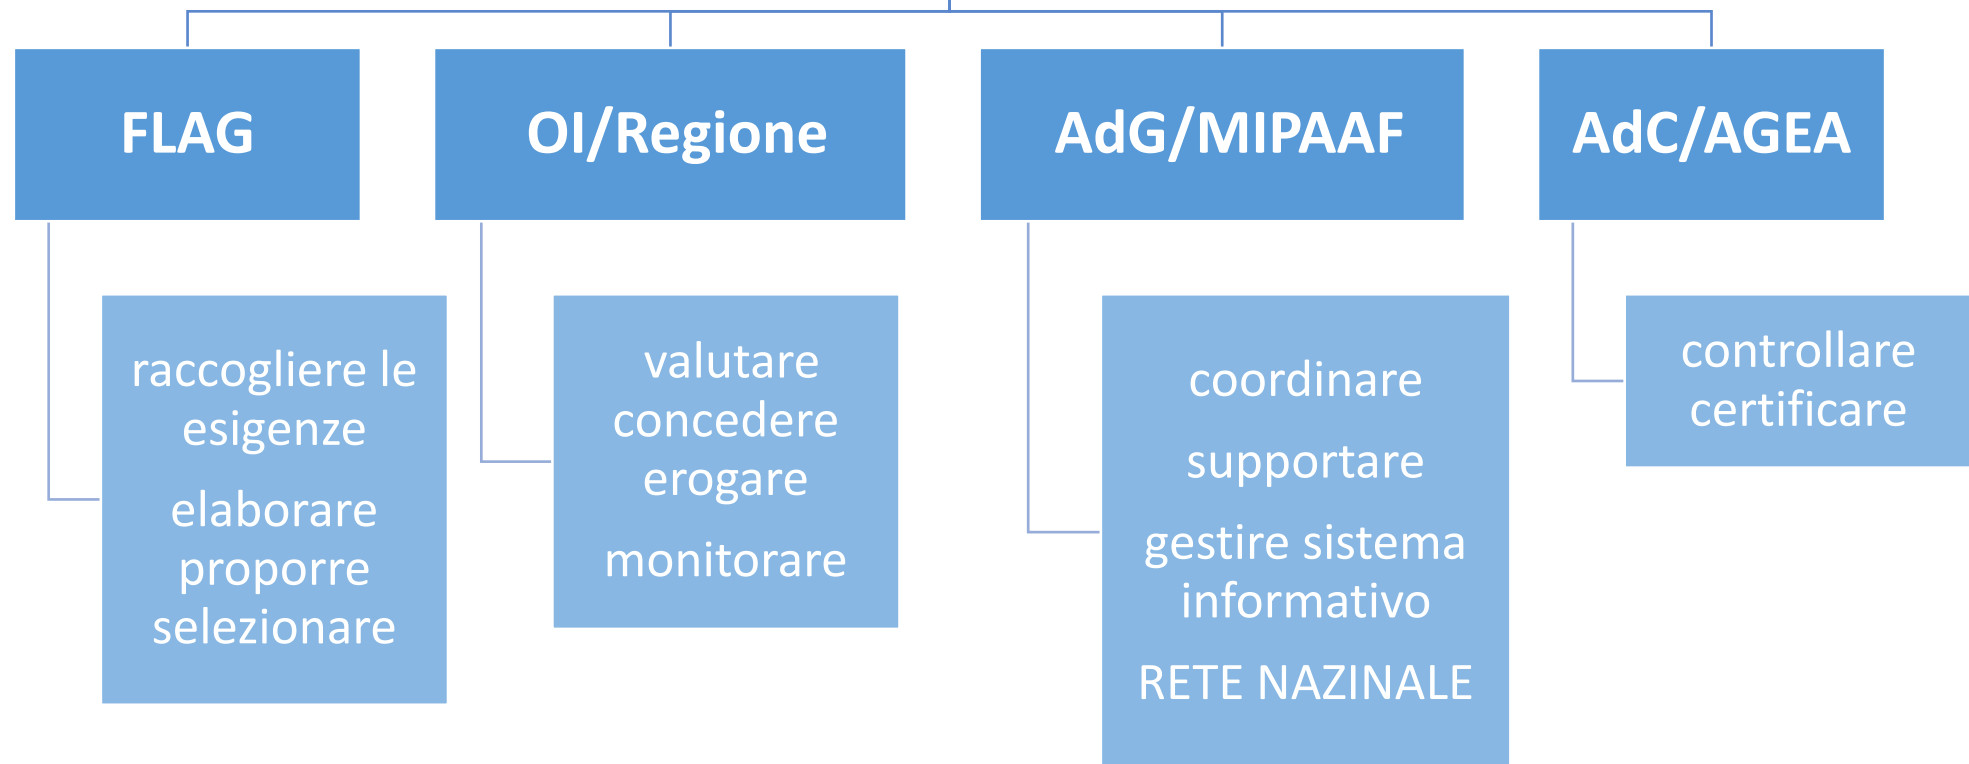 FLAG
OI/Regione
AdG/MIPAAF
AdC/AGEA
raccogliere le
esigenze
elaborare
proporre
selezionare
valutare
concedere
erogare
monitorare
coordinare
supportare
gestire sistema
informativo
RETE NAZINALE
controllare
certificare